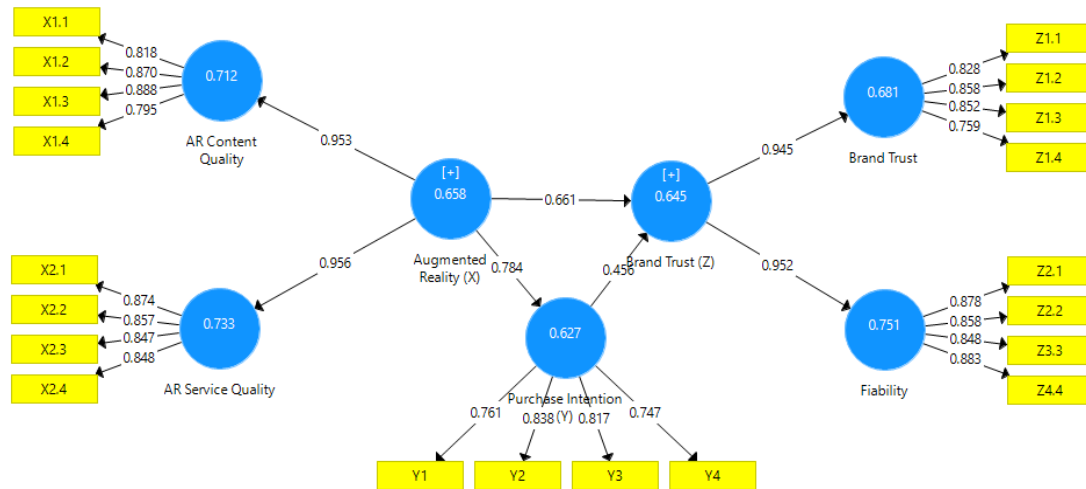 X1.1
X1.2
X1.3
X1.4
0.818
0.870
0.888
0.795
0.712
AR Content
Quality
0.953
X2.1
X2.2
X2.3
X2.4
0.874
0.857
0.847
0.848
0.733
AR Service Quality
0.956
[+]
0.658
Augmented
Reality (X)
0.661
0.784
0.456
[+]
0.645
Brand Trust (Z)
0.627
Purchase Intention
(Y)
0.761
0.838
0.817
0.747
Y1
Y2
Y3
Y4
0.945
0.681
Brand Trust
0.828
0.858
0.852
0.759
Z1.1
Z1.2
Z1.3
Z1.4
0.952
0.751
Fiability
0.878
0.858
0.848
0.883
Z2.1
Z2.2
Z3.3
Z4.4